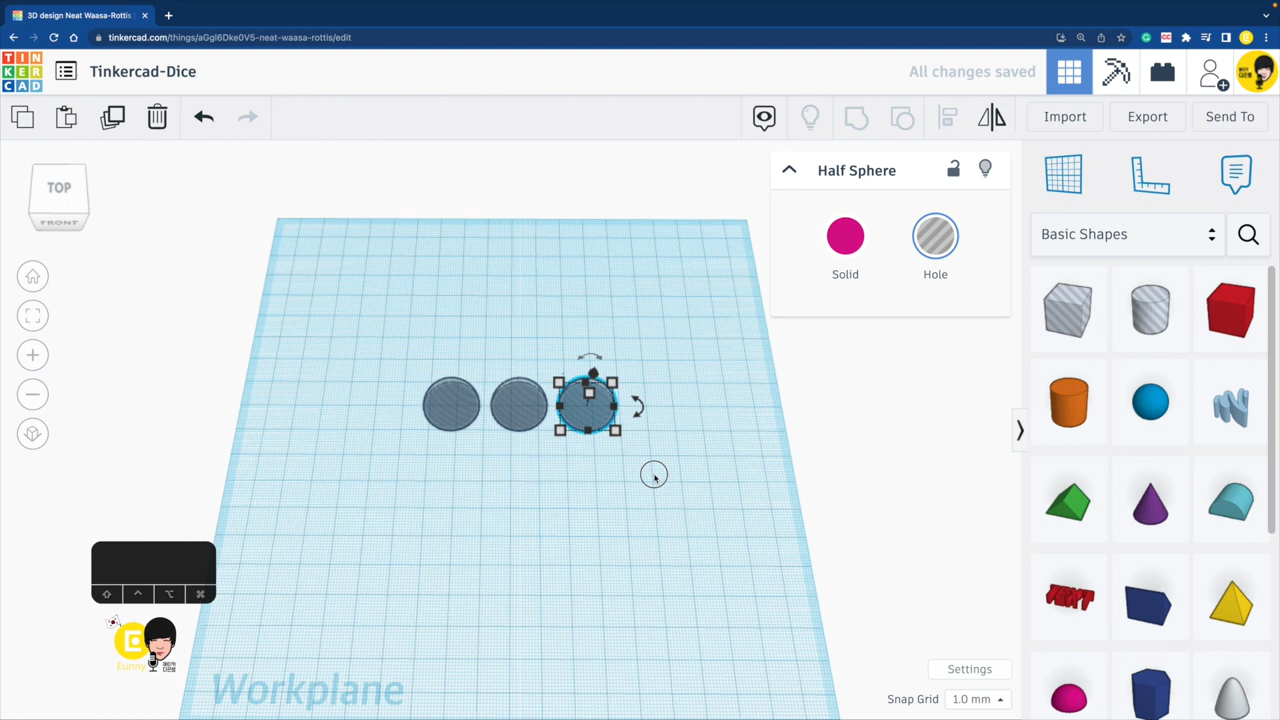 3D design Neat Waasa-Rottis |
tinkercad.com/things/aGgI6Dke0V5-neat-waasa-rottis/edit
TIN
KER
CAD
Tinkercad-Dice
All changes saved
Import
Export
Send To
TOP
FRONT
Half Sphere
Solid
Hole
Basic Shapes
TEXT
Eunny
Workplane
Settings
Snap Grid
1.0 mm